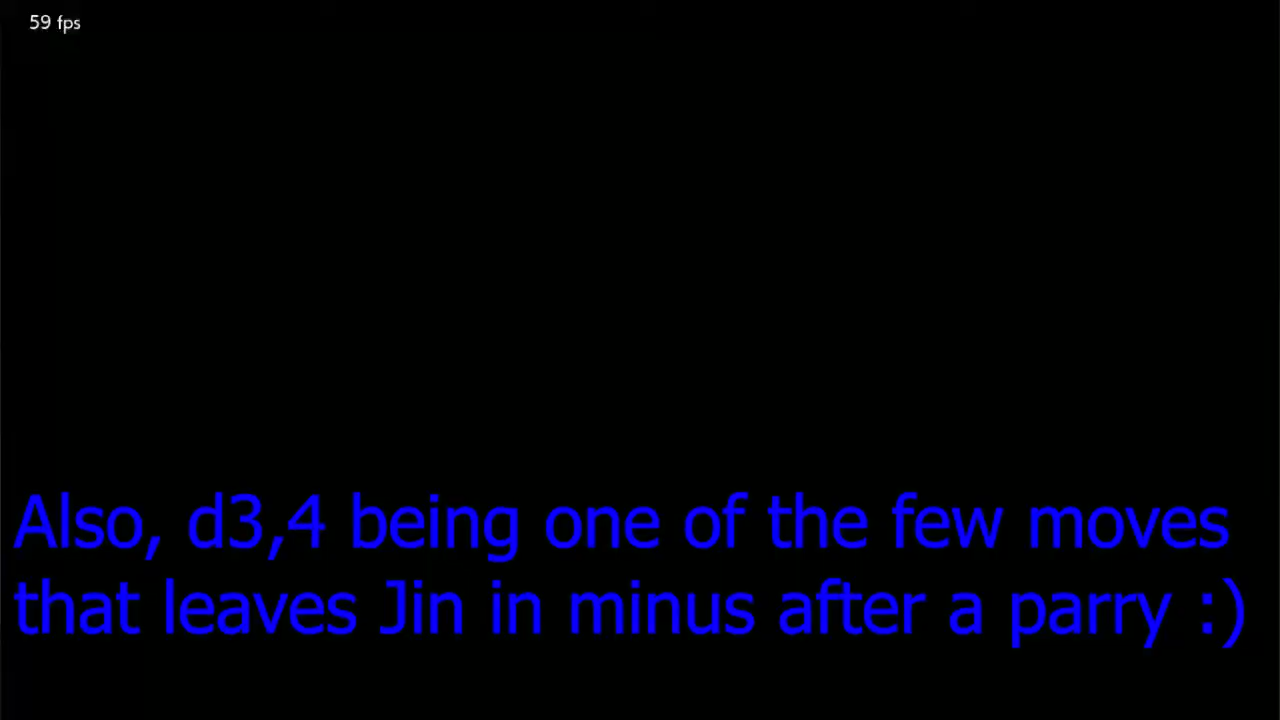 59 fps
Also, d3,4 being one of the few moves
that leaves Jin in minus after a parry :)